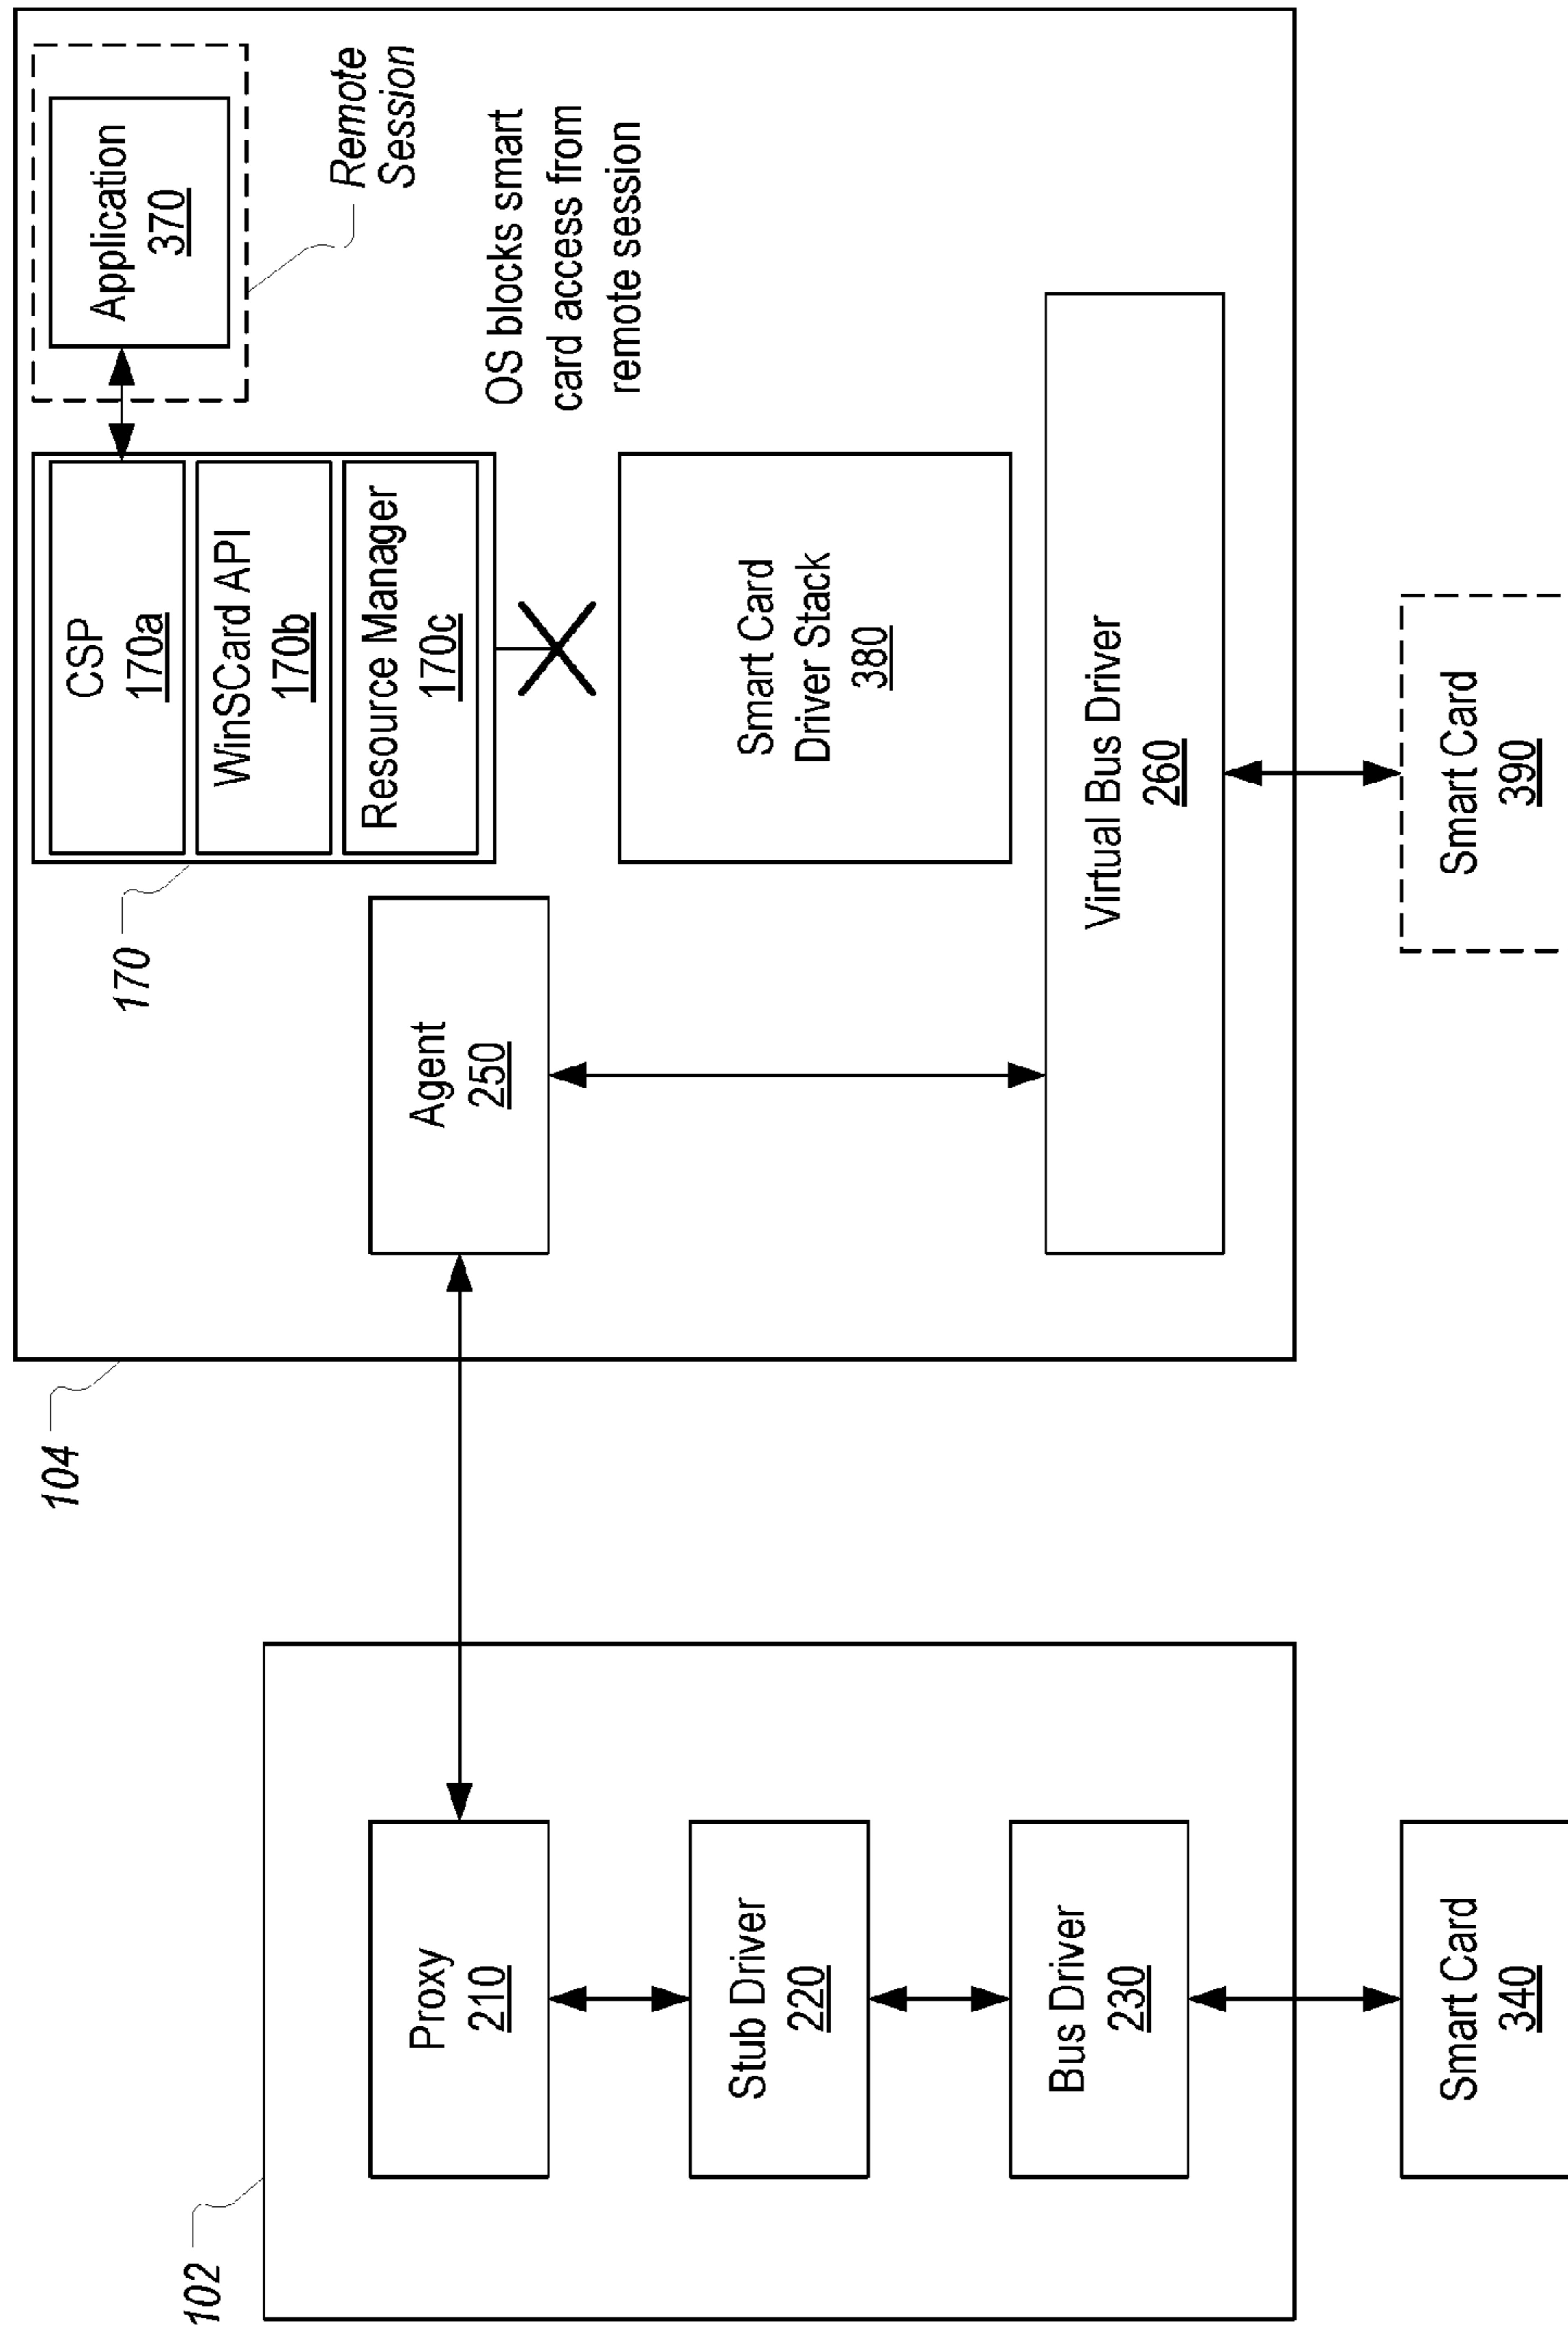 102
Proxy
210
Stub Driver
220
Bus Driver
230
Smart Card
340
104
Agent
250
170
CSP
170a
WinSCard API
170b
Resource Manager
170c
Application
370
Remote
Session
OS blocks smart
card access from
remote session
Smart Card
Driver Stack
380
Virtual Bus Driver
260
Smart Card
390